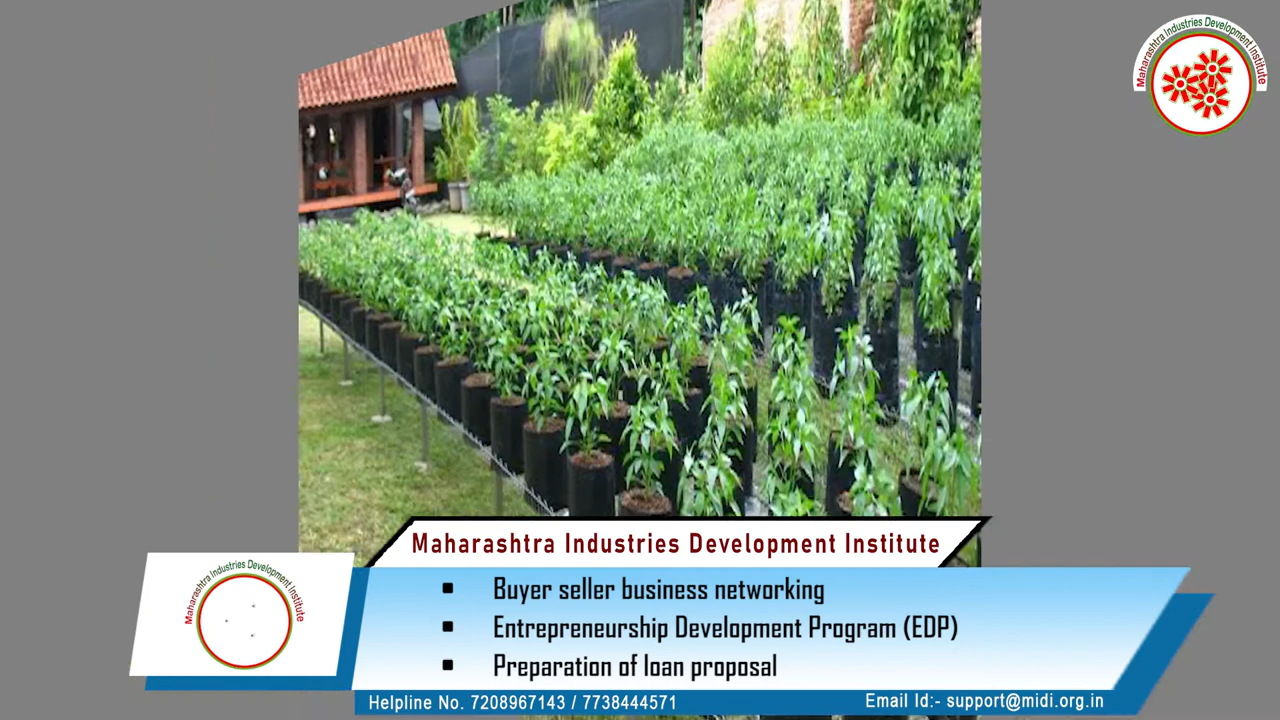 Maharashtra Industries Development Institute
Maharashtra Industries Development Institute
Maharashtra Industries Development Institute
▪ Buyer seller business networking
▪ Entrepreneurship Development Program (EDP)
▪ Preparation of loan proposal
Helpline No. 7208967143 / 7738444571 Email Id:- support@midi.org.in